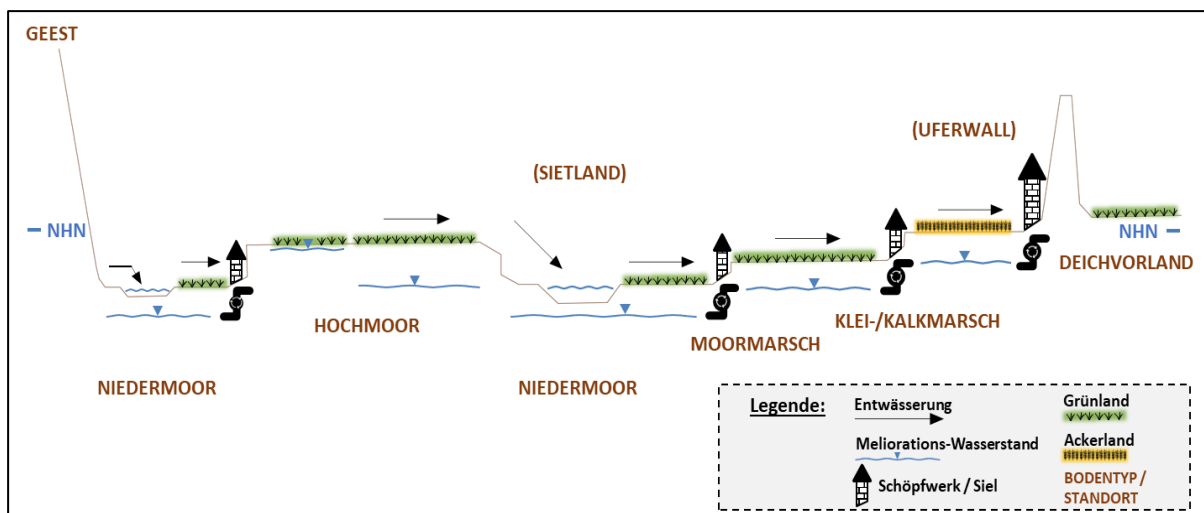 GEEST
(UFERWALL)
(SIETLAND)
NHN
NHN
DEICHVORLAND
HOCHMOOR
KLEI-/KALKMARSCH
MOORMARSCH
NIEDERMOOR
NIEDERMOOR
Legende:
Entwässerung
Grünland
Meliorations-Wasserstand
Ackerland
Schöpfwerk / Siel
BODENTYP /
STANDORT